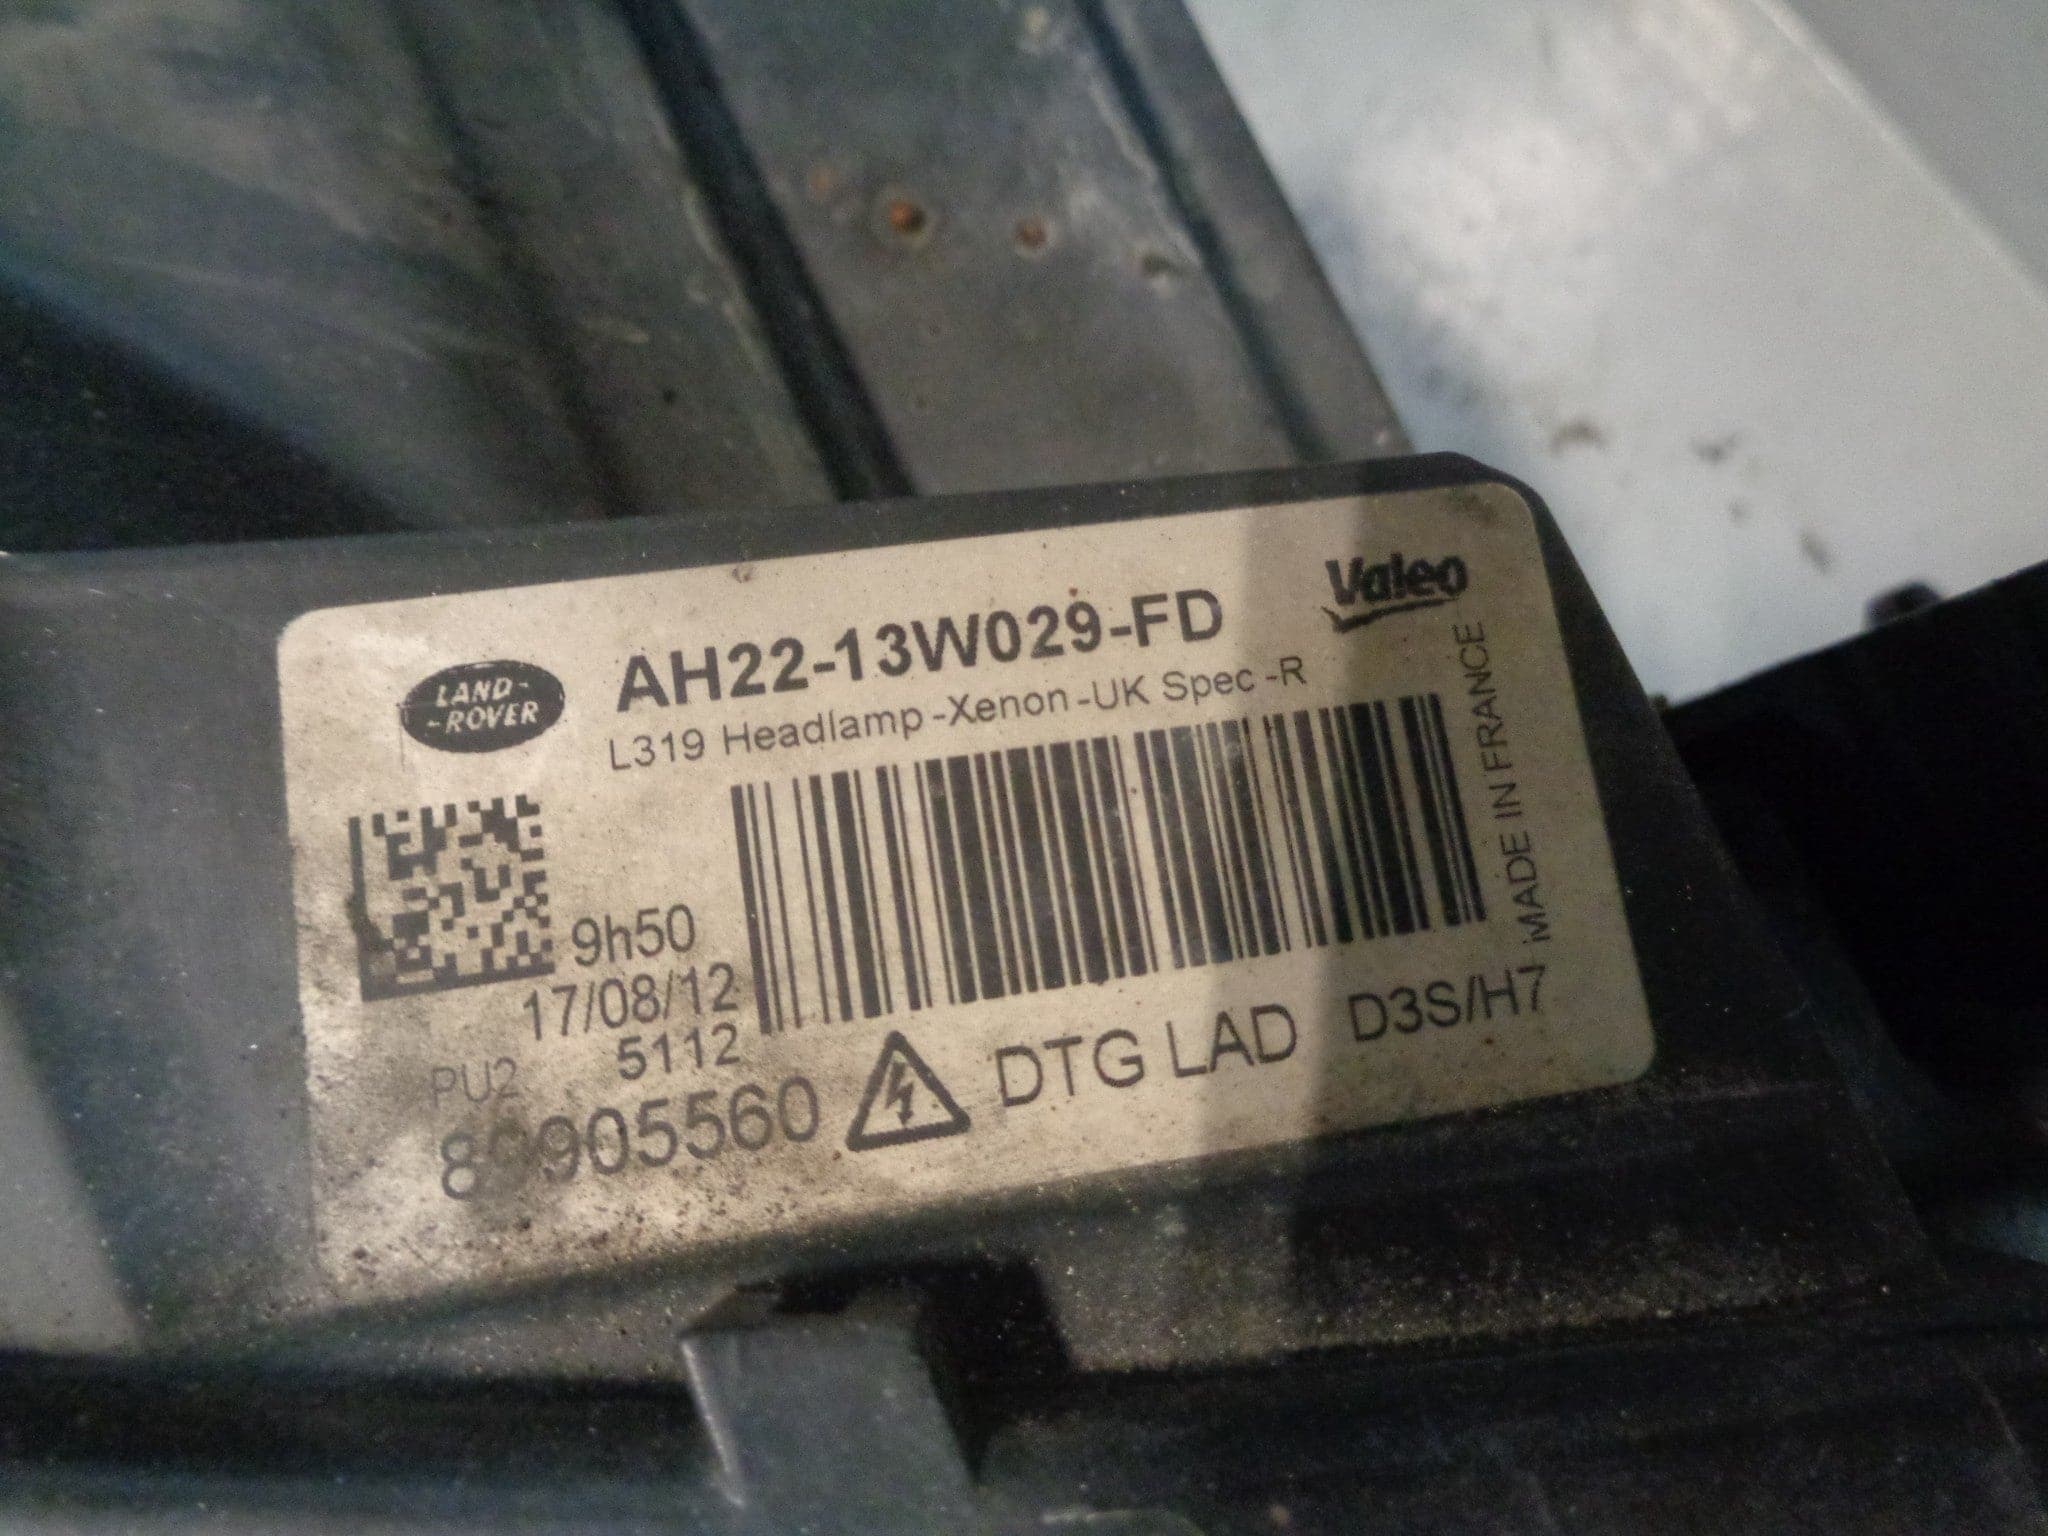 Valeo
LAND-
-ROVER
AH22-13W029-FD
L319 Headlamp -Xenon -UK Spec -R
MADE IN FRANCE
9h50
17/08/12
5112
PU2
DTG LAD
D3S/H7